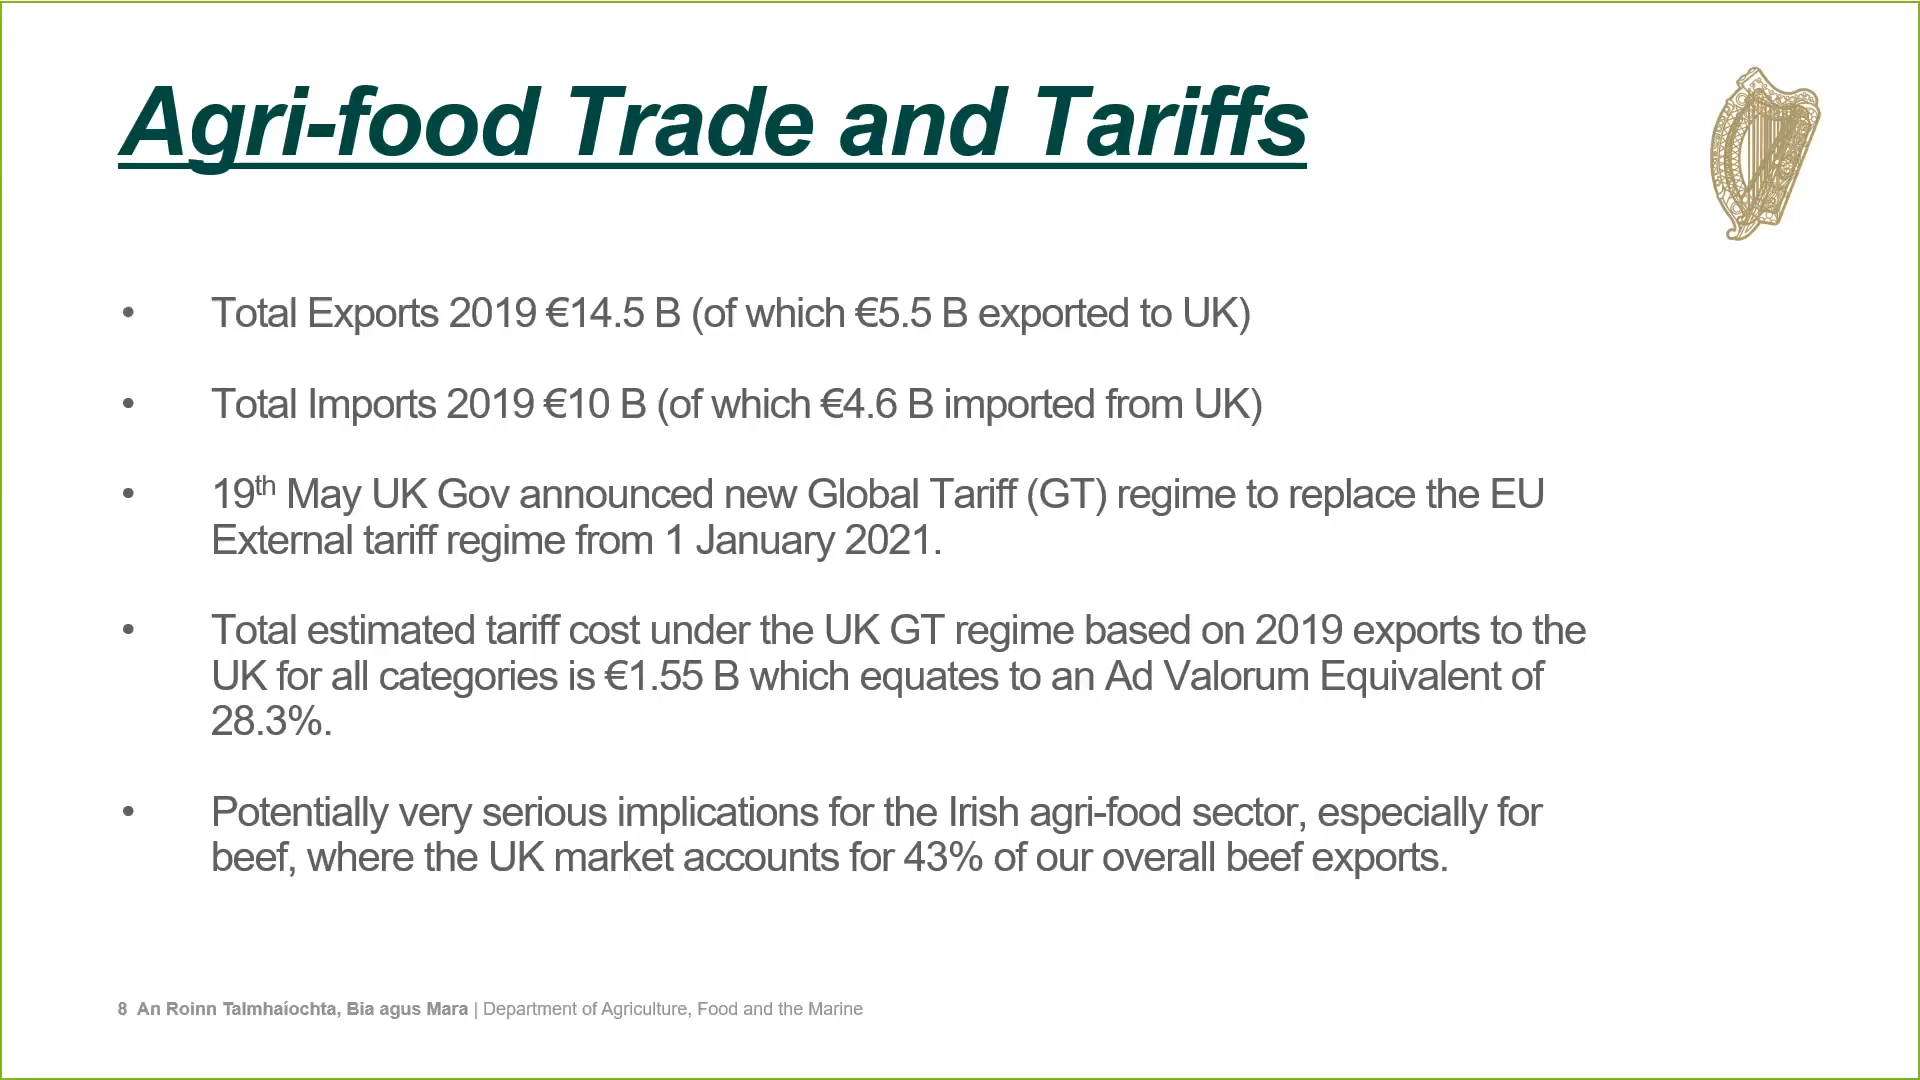 Agri-food Trade and Tariffs
• Total Exports 2019 €14.5 B (of which €5.5 B exported to UK)
• Total Imports 2019 €10 B (of which €4.6 B imported from UK)
• 19th May UK Gov announced new Global Tariff (GT) regime to replace the EU
External tariff regime from 1 January 2021.
• Total estimated tariff cost under the UK GT regime based on 2019 exports to the
UK for all categories is €1.55 B which equates to an Ad Valorum Equivalent of
28.3%.
• Potentially very serious implications for the Irish agri-food sector, especially for
beef, where the UK market accounts for 43% of our overall beef exports.
8 An Roinn Talmhaíochta, Bia agus Mara | Department of Agriculture, Food and the Marine